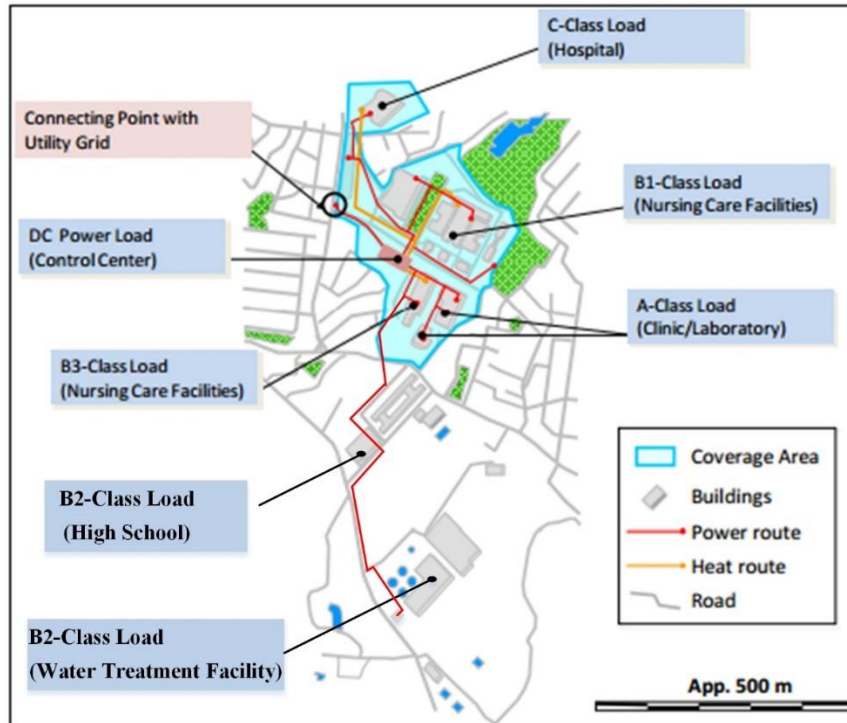 C-Class Load
(Hospital)
Connecting Point with
Utility Grid
B1-Class Load
(Nursing Care Facilities)
DC Power Load
(Control Center)
A-Class Load
(Clinic/Laboratory)
B3-Class Load
(Nursing Care Facilities)
B2-Class Load
(High School)
B2-Class Load
(Water Treatment Facility)
Coverage Area
Buildings
Power route
Heat route
Road
App. 500 m